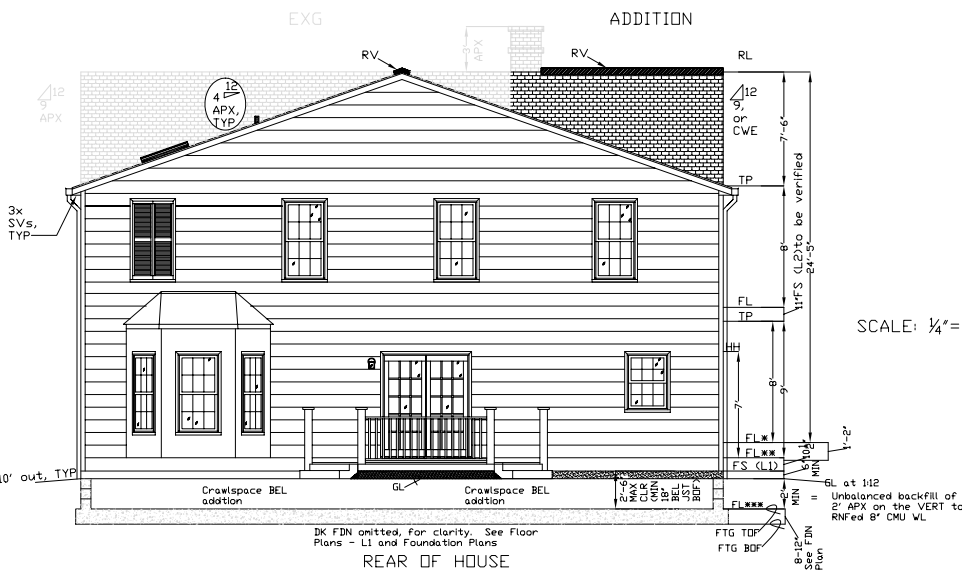 EXG
ADDITION
3' APX
RV
RV
RL
12
9
APX
12
4
APX,
TYP
12
9,
or
CWE
7'-6"
TP
3x
SVs,
TYP
8'
11"FS (L2)to be verified
24'-5"
FL
TP
SCALE: ¼"=
HH
7'
8'
9'
FL*
1'-2"
FL**
FS (L1)
MIN
10' out, TYP
GL
Crawlspace BEL
addition
Crawlspace BEL
addition
2'-6"
MAX
CLR
(MIN
18"
BEL
JST
BOF)
FL***
2'
MIN
GL at 1:12
= Unbalanced backfill of
2' APX on the VERT to
RNFed 8" CMU WL
FTG TOF
FTG BOF
8-12"
See FDN
Plan
DK FDN omitted, for clarity. See Floor
Plans - L1 and Foundation Plans
REAR OF HOUSE